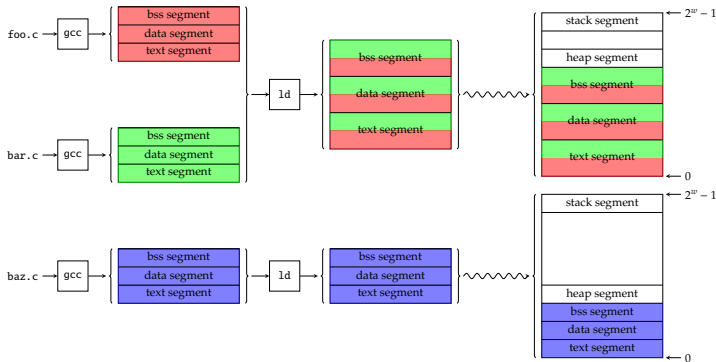 foo.c
gcc
bss segment
data segment
text segment
bar.c
gcc
bss segment
data segment
text segment
ld
bss segment
data segment
text segment
stack segment
heap segment
bss segment
data segment
text segment
2^w − 1
0
baz.c
gcc
bss segment
data segment
text segment
ld
bss segment
data segment
text segment
stack segment
heap segment
bss segment
data segment
text segment
2^w − 1
0